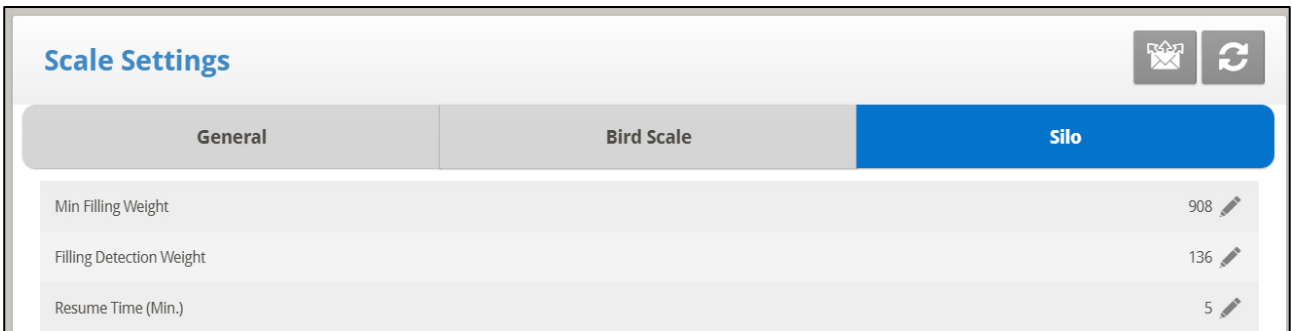 Scale Settings
General Bird Scale Silo
Min Filling Weight 908
Filling Detection Weight 136
Resume Time (Min.) 5